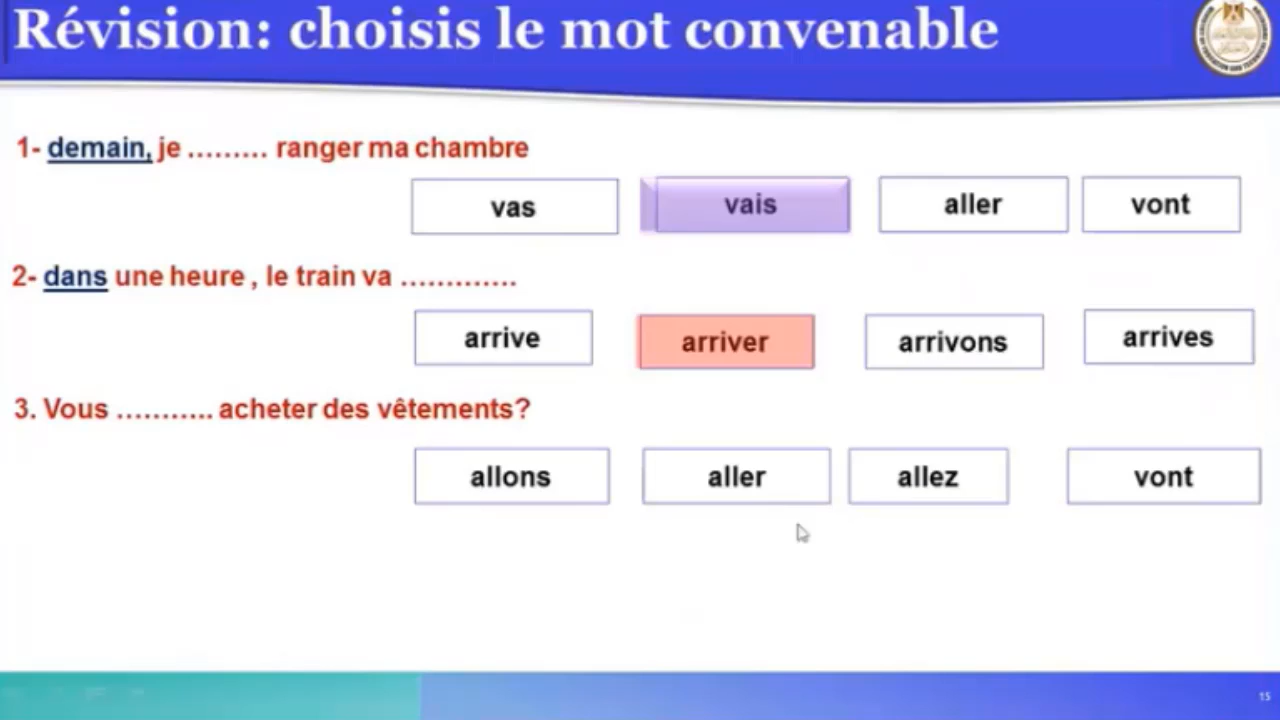 Révision: choisis le mot convenable
1- demain, je ......... ranger ma chambre
vas vais aller vont
2- dans une heure , le train va .............
arrive arriver arrivons arrives
3. Vous ........... acheter des vêtements?
allons aller allez vont
15